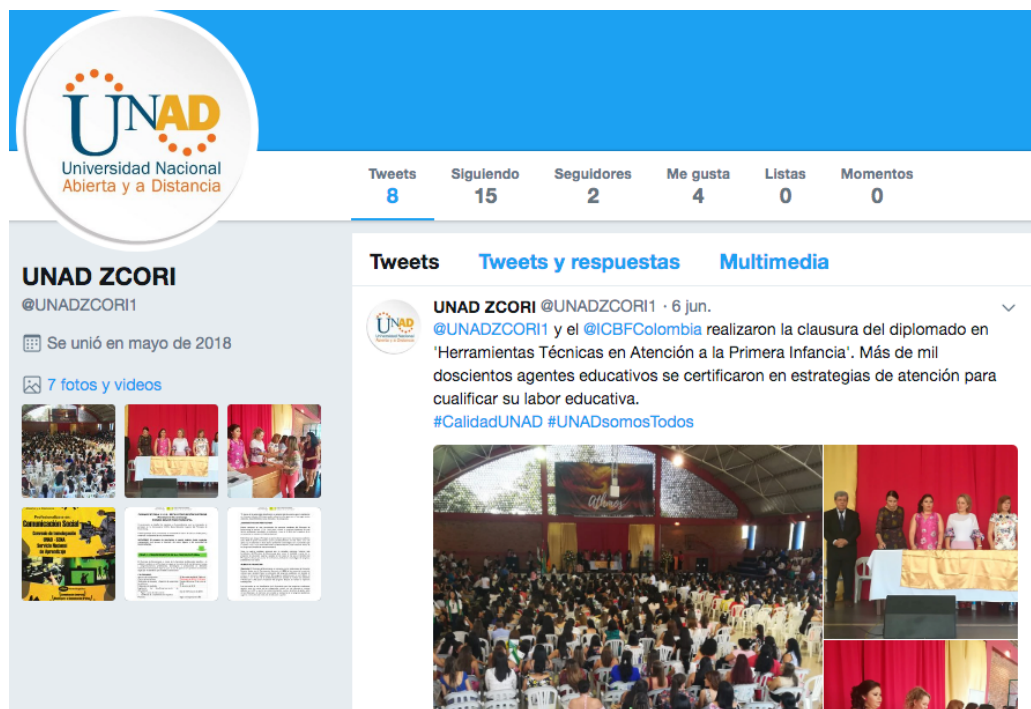 UNAD
Universidad Nacional
Abierta y a Distancia
Tweets
8
Siguiendo
15
Seguidores
2
Me gusta
4
Listas
0
Momentos
0
UNAD ZCORI
@UNADZCORI1
Se unió en mayo de 2018
7 fotos y videos
Comunicación Social
Tweets Tweets y respuestas Multimedia
UNAD
UNAD ZCORI @UNADZCORI1 · 6 jun.
@UNADZCORI1 y el @ICBFColombia realizaron la clausura del diplomado en
'Herramientas Técnicas en Atención a la Primera Infancia'. Más de mil
doscientos agentes educativos se certificaron en estrategias de atención para
cualificar su labor educativa.
#CalidadUNAD #UNADsomosTodos